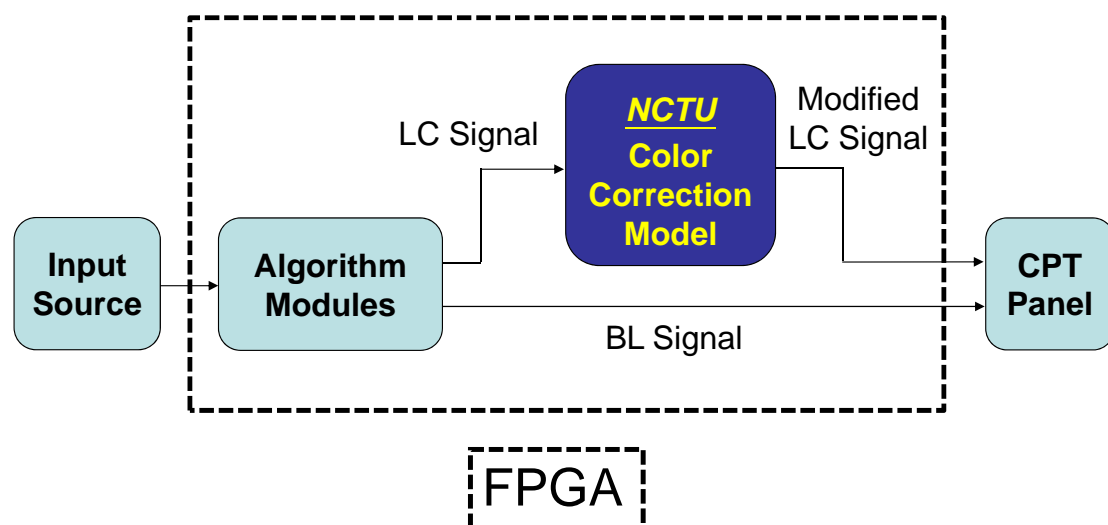 Input
Source
Algorithm
Modules
LC Signal
NCTU
Color
Correction
Model
Modified
LC Signal
BL Signal
CPT
Panel
FPGA